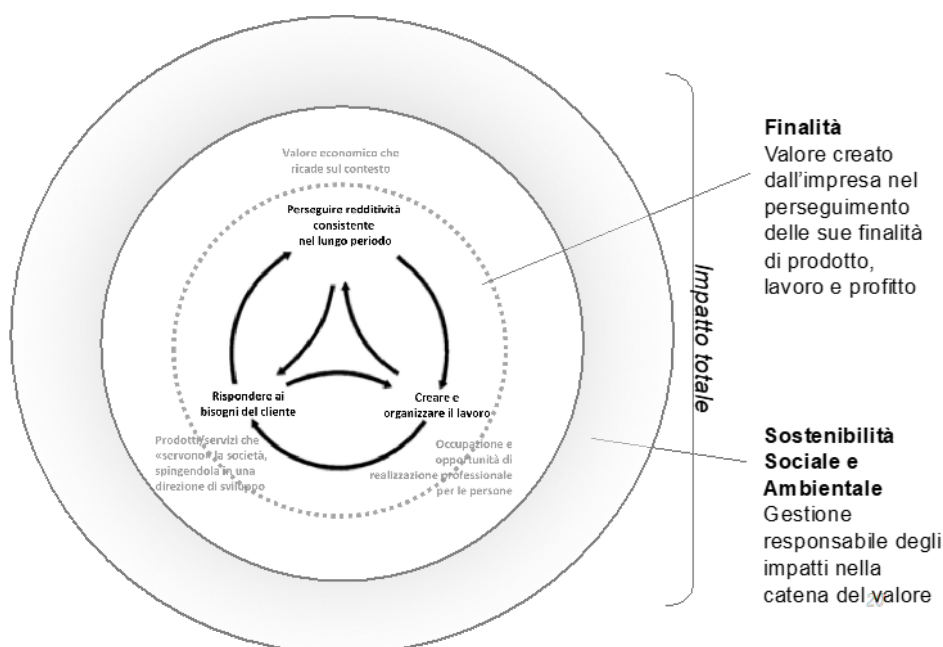 Valore economico che
ricade sul contesto
Perseguire redditività
consistente
nel lungo periodo
Rispondere ai
bisogni del cliente
Creare e
organizzare il lavoro
Prodotti/servizi che
«servono» la società,
spingendola in una
direzione di sviluppo
Occupazione e
opportunità di
realizzazione professionale
per le persone
Impatto totale
Finalità
Valore creato
dall'impresa nel
perseguimento
delle sue finalità
di prodotto,
lavoro e profitto
Sostenibilità
Sociale e
Ambientale
Gestione
responsabile degli
impatti nella
catena del valore